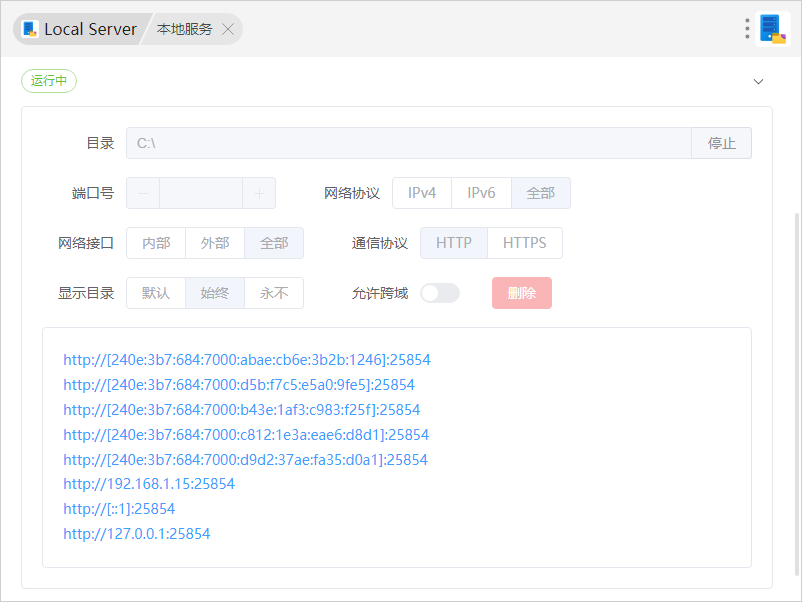 Local Server 本地服务
运行中
目录 C:\ 停止
端口号 网络协议 IPv4 IPv6 全部
网络接口 内部 外部 全部 通信协议 HTTP HTTPS
显示目录 默认 始终 永不 允许跨域 删除
http://[240e:3b7:684:7000:abae:cb6e:3b2b:1246]:25854
http://[240e:3b7:684:7000:d5b:f7c5:e5a0:9fe5]:25854
http://[240e:3b7:684:7000:b43e:1af3:c983:f25f]:25854
http://[240e:3b7:684:7000:c812:1e3a:eae6:d8d1]:25854
http://[240e:3b7:684:7000:d9d2:37ae:fa35:d0a1]:25854
http://192.168.1.15:25854
http://[::1]:25854
http://127.0.0.1:25854